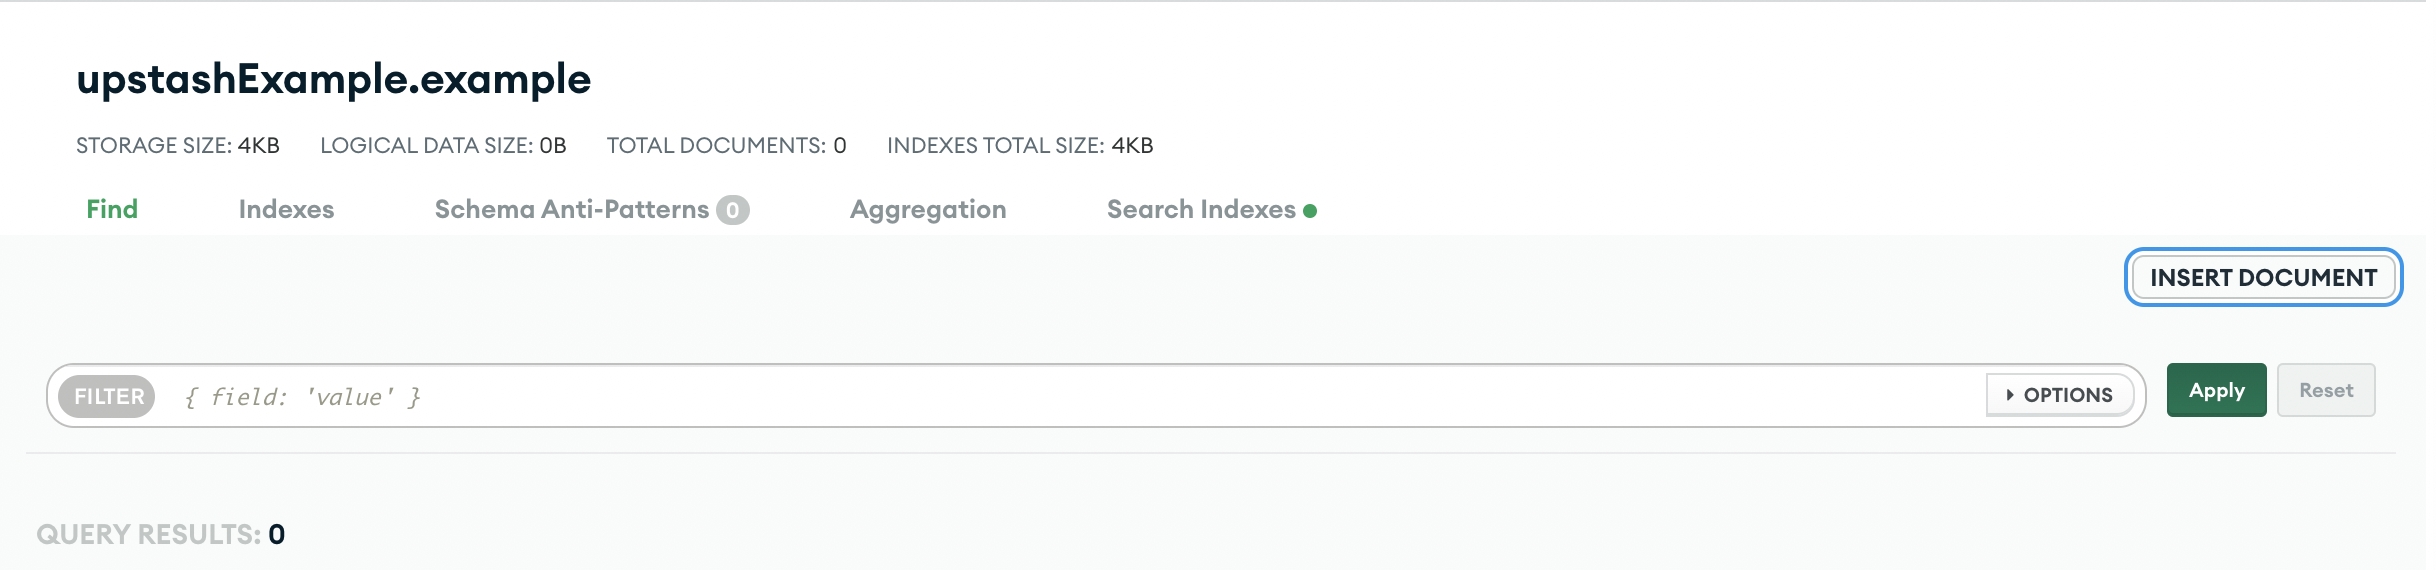 upstashExample.example
STORAGE SIZE: 4KB LOGICAL DATA SIZE: 0B TOTAL DOCUMENTS: 0 INDEXES TOTAL SIZE: 4KB
Find Indexes Schema Anti-Patterns 0 Aggregation Search Indexes
INSERT DOCUMENT
FILTER { field: 'value' } OPTIONS Apply Reset
QUERY RESULTS: 0